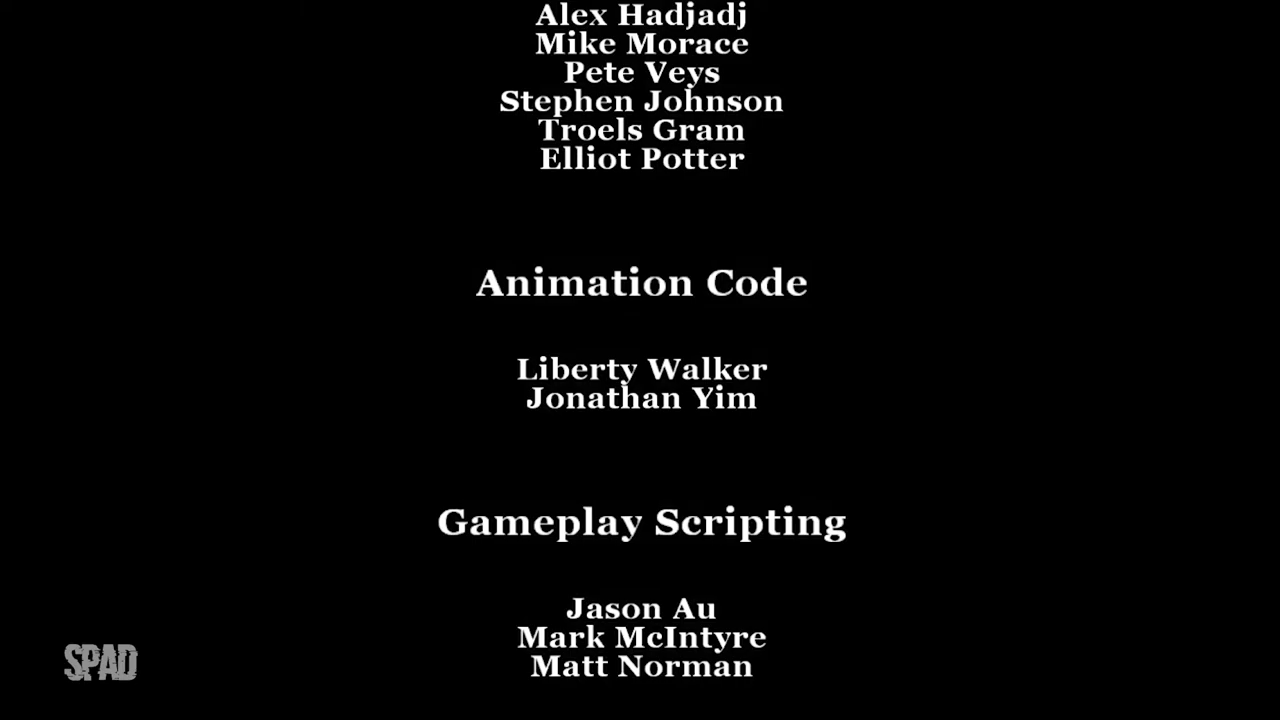 Alex Hadjadj
Mike Morace
Pete Veys
Stephen Johnson
Troels Gram
Elliot Potter
Animation Code
Liberty Walker
Jonathan Yim
Gameplay Scripting
Jason Au
Mark McIntyre
Matt Norman
SPAD